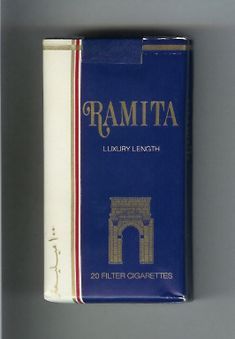 RAMITA
LUXURY LENGTH
20 FILTER CIGARETTES